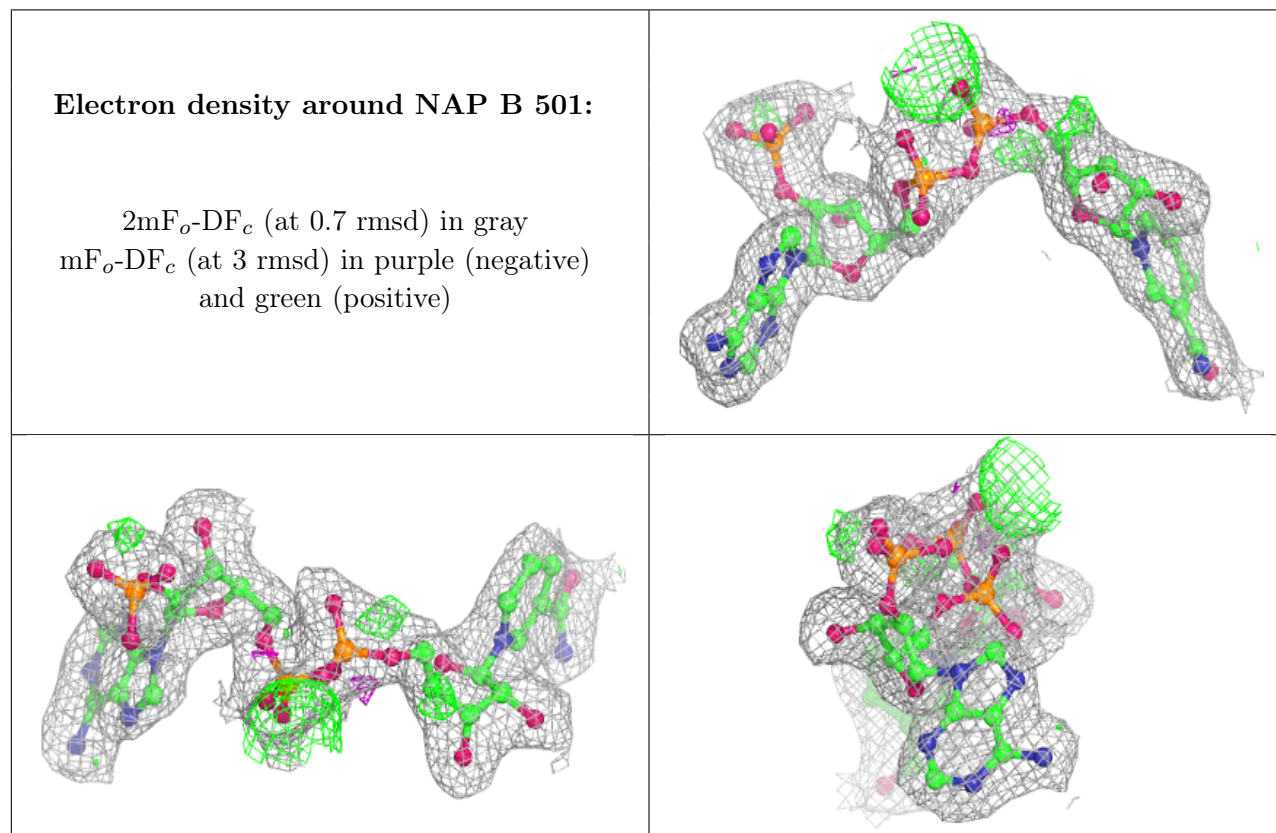 Electron density around NAP B 501:
2mFₒ-DF𝒸 (at 0.7 rmsd) in gray
mFₒ-DF𝒸 (at 3 rmsd) in purple (negative)
and green (positive)